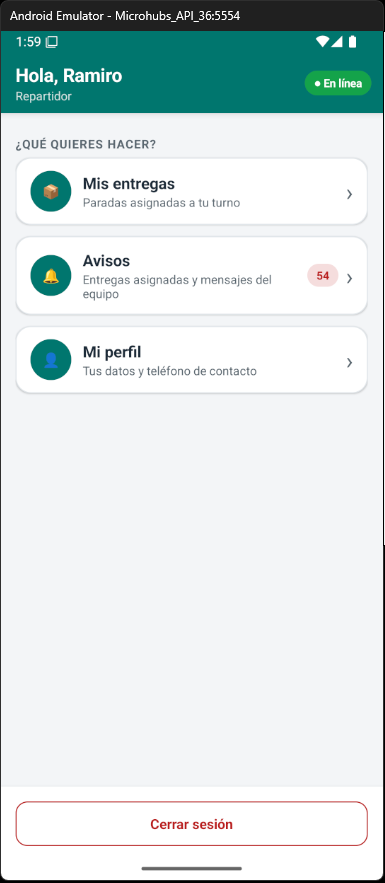 Android Emulator - Microhubs_API_36:5554
1:59
Hola, Ramiro
Repartidor
En línea
¿QUÉ QUIERES HACER?
Mis entregas
Paradas asignadas a tu turno
Avisos
Entregas asignadas y mensajes del
equipo
54
Mi perfil
Tus datos y teléfono de contacto
Cerrar sesión